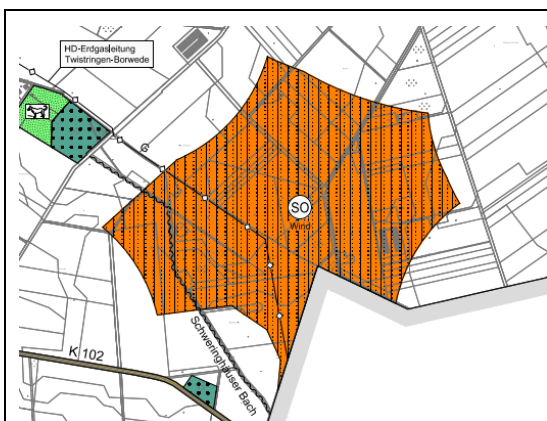 HD-Erdgasleitung
Twistringen-Borwede
G
SO
Wind
Schweringhauser Bach
K 102